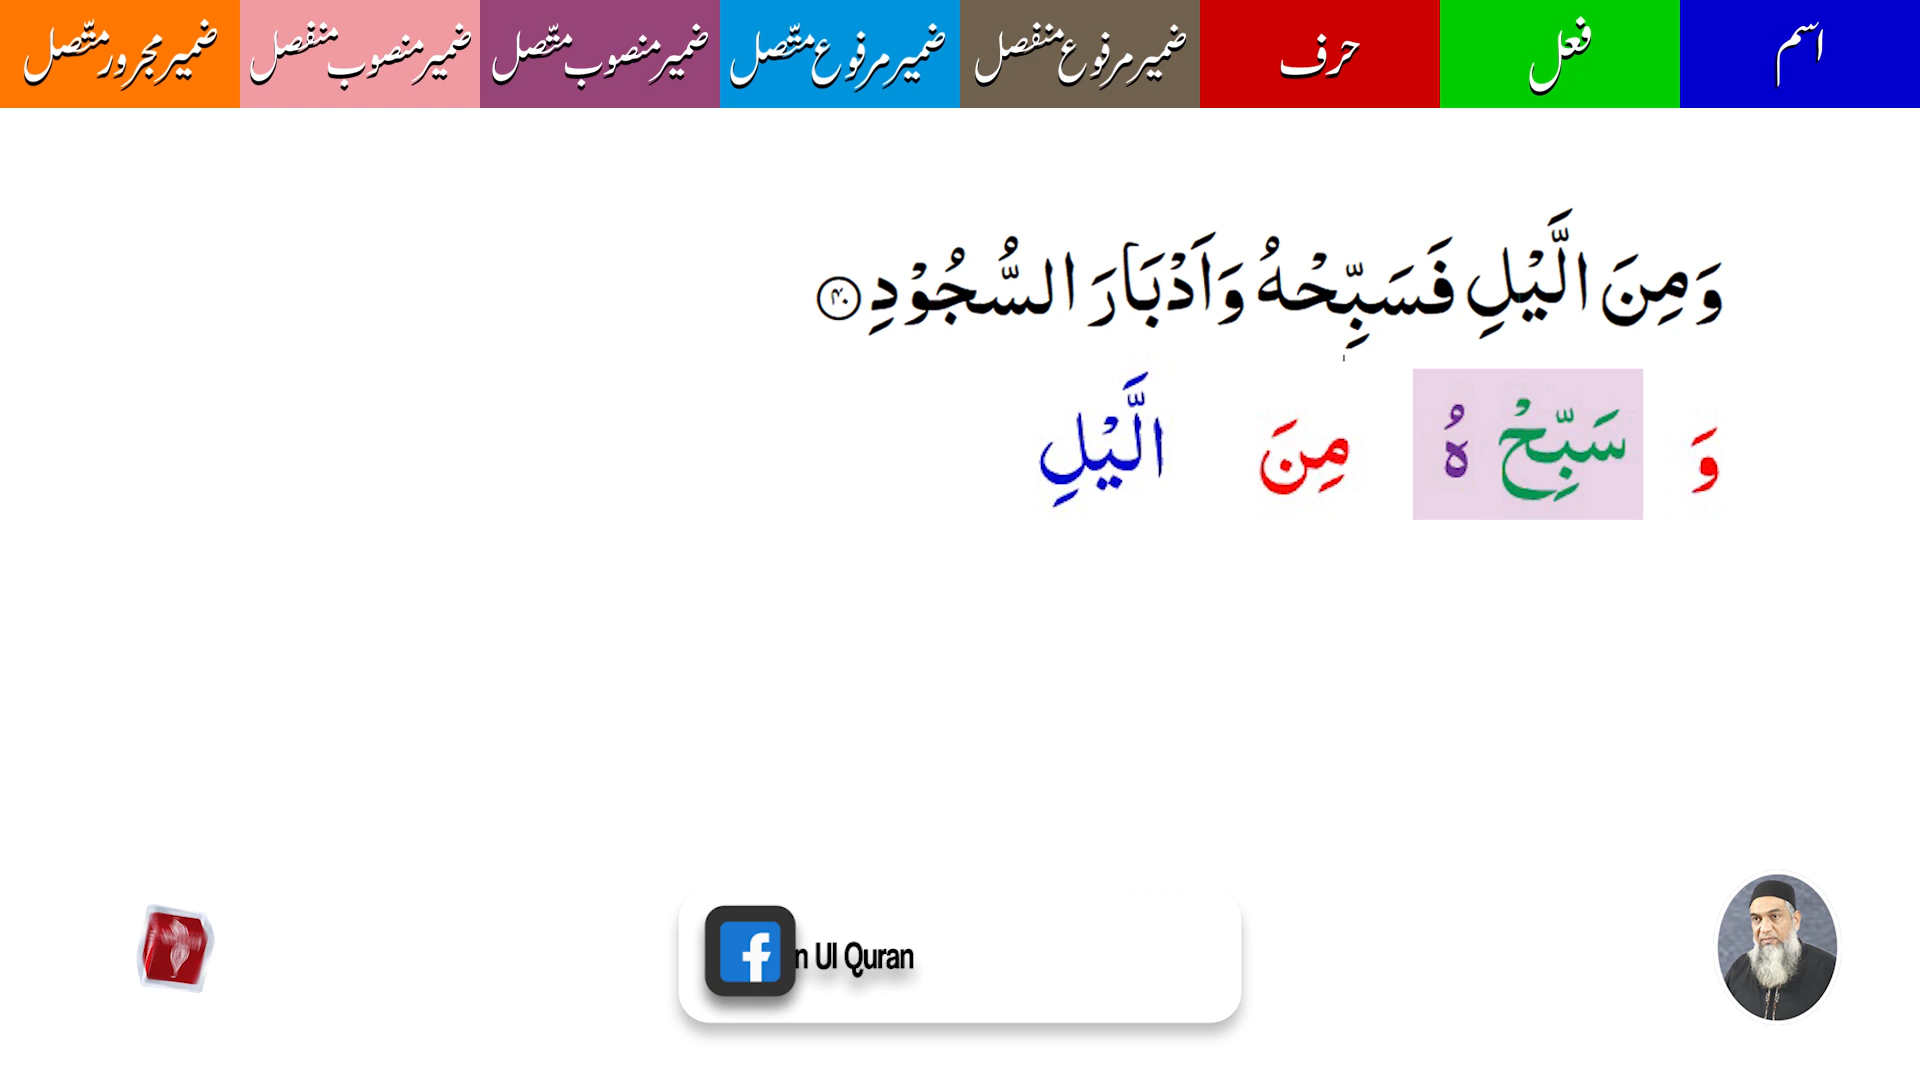 اسم فعل حرف ضمیر مرفوع منفصل ضمیر مرفوع متّصل ضمیر منصوب متّصل ضمیر منصوب منفصل ضمیر مجرور متّصل
وَمِنَ الَّيْلِ فَسَبِّحْهُ وَاَدْبَارَ السُّجُوْدِ ۴۰
وَ سَبِّحْ هُ مِنَ الَّيْلِ
n Ul Quran